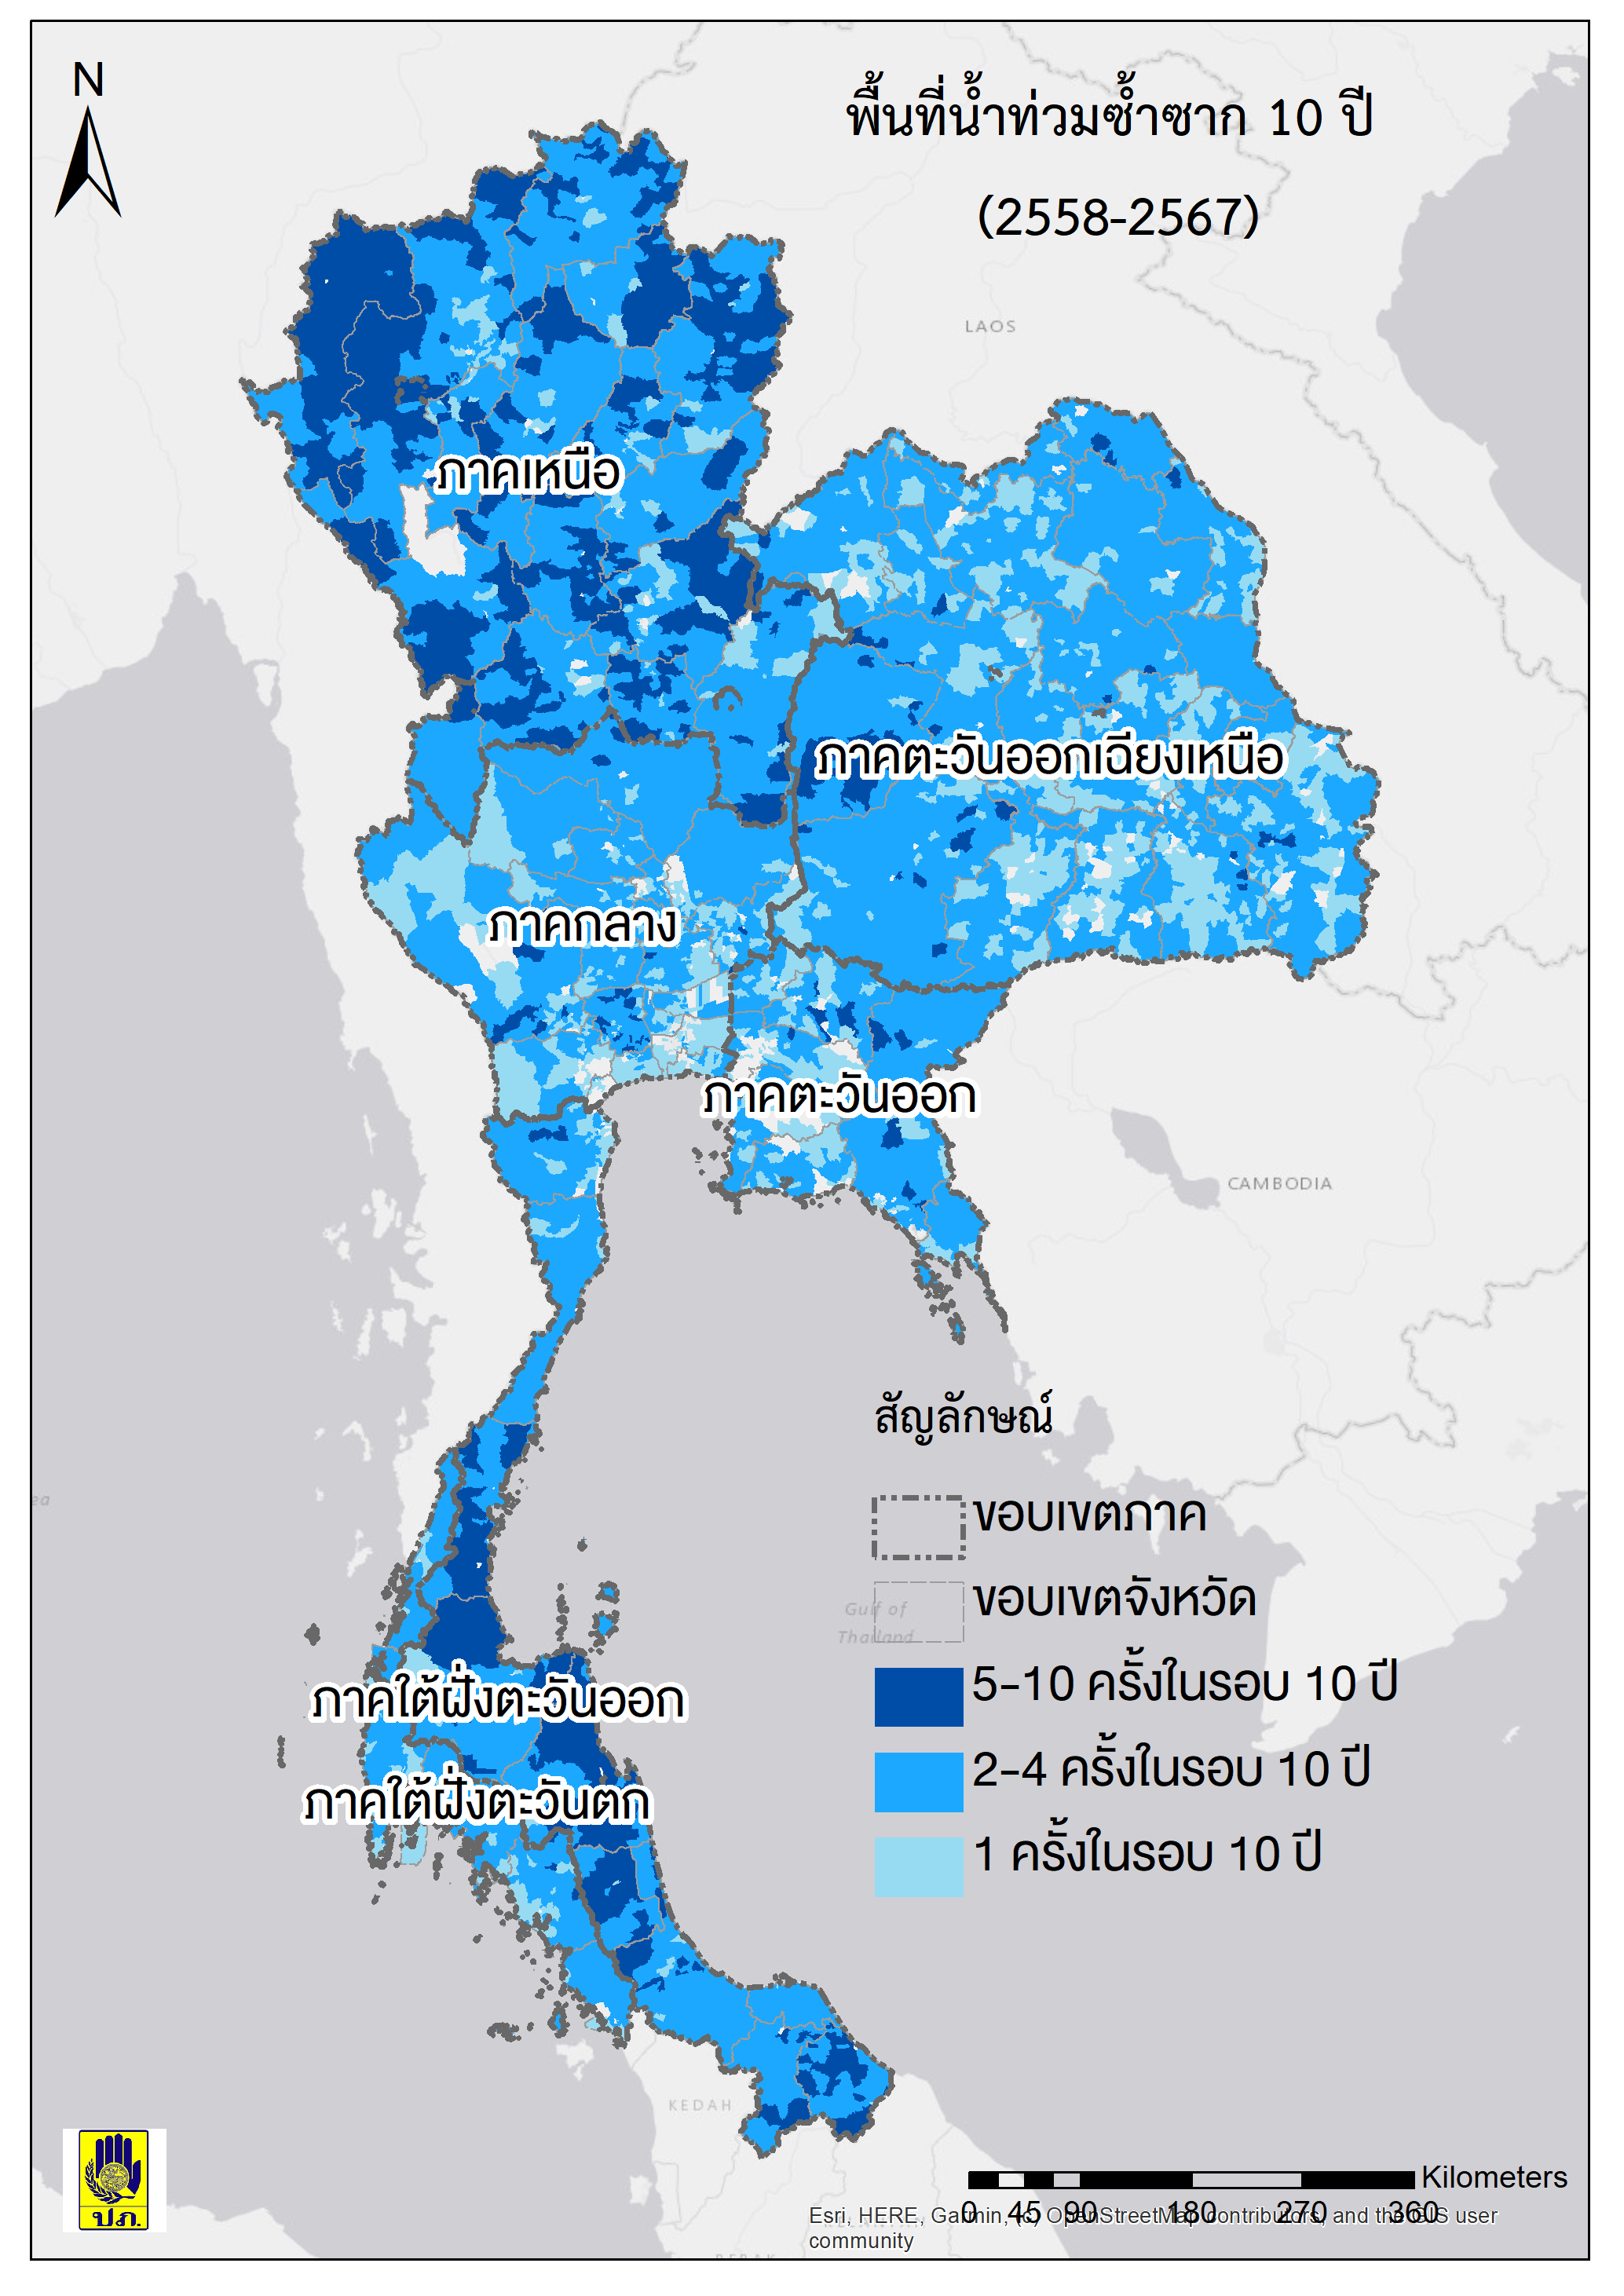 N
พื้นที่น้ำท่วมซ้ำซาก 10 ปี
(2558-2567)
LAOS
ภาคเหนือ
ภาคตะวันออกเฉียงเหนือ
ภาคกลาง
ภาคตะวันออก
CAMBODIA
สัญลักษณ์
ขอบเขตภาค
ขอบเขตจังหวัด
Gulf of
Thailand
5-10 ครั้งในรอบ 10 ปี
2-4 ครั้งในรอบ 10 ปี
1 ครั้งในรอบ 10 ปี
ภาคใต้ฝั่งตะวันออก
ภาคใต้ฝั่งตะวันตก
KEDAH
ปภ.
Kilometers
0 45 90 180 270 360
Esri, HERE, Garmin, (c) OpenStreetMap contributors, and the GIS user
community